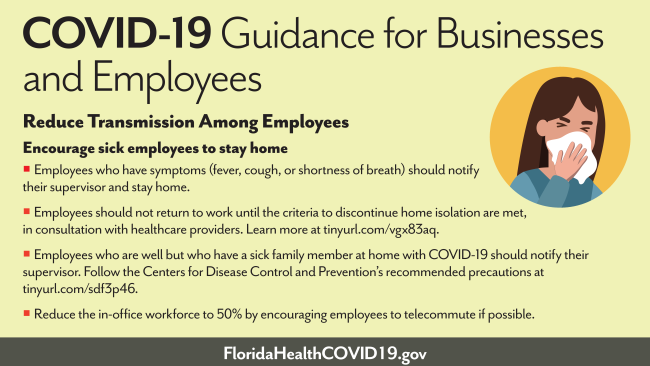 COVID-19 Guidance for Businesses
and Employees
Reduce Transmission Among Employees
Encourage sick employees to stay home
▪ Employees who have symptoms (fever, cough, or shortness of breath) should notify
their supervisor and stay home.
▪ Employees should not return to work until the criteria to discontinue home isolation are met,
in consultation with healthcare providers. Learn more at tinyurl.com/vgx83aq.
▪ Employees who are well but who have a sick family member at home with COVID-19 should notify their
supervisor. Follow the Centers for Disease Control and Prevention's recommended precautions at
tinyurl.com/sdf3p46.
▪ Reduce the in-office workforce to 50% by encouraging employees to telecommute if possible.
FloridaHealthCOVID19.gov